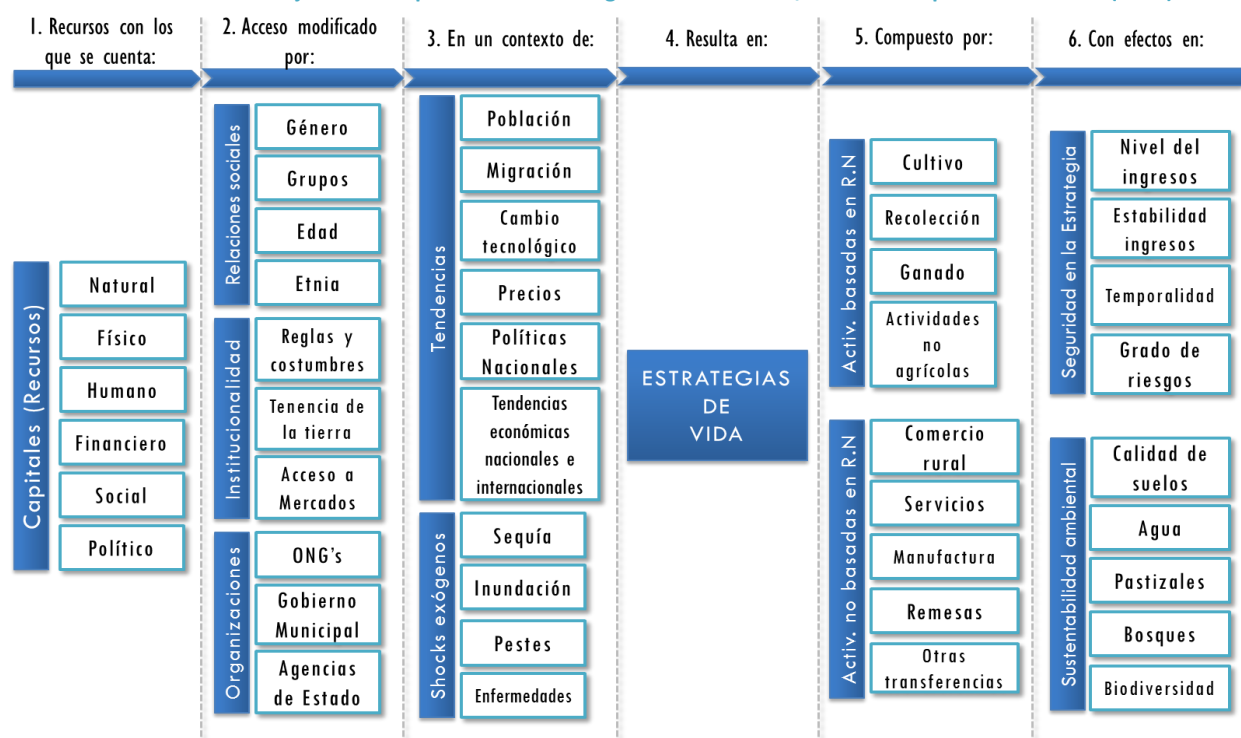 1. Recursos con los
que se cuenta:
Capitales (Recursos)
Natural
Físico
Humano
Financiero
Social
Político
2. Acceso modificado
por:
Relaciones sociales
Género
Grupos
Edad
Etnia
Institucionalidad
Reglas y
costumbres
Tenencia de
la tierra
Acceso a
Mercados
Organizaciones
ONG's
Gobierno
Municipal
Agencias
de Estado
3. En un contexto de:
Tendencias
Población
Migración
Cambio
tecnológico
Precios
Políticas
Nacionales
Tendencias
económicas
nacionales e
internacionales
Shocks exógenos
Sequía
Inundación
Pestes
Enfermedades
4. Resulta en:
ESTRATEGIAS
DE
VIDA
5. Compuesto por:
Activ. basadas en R.N
Cultivo
Recolección
Ganado
Actividades
no
agrícolas
Activ. no basadas en R.N
Comercio
rural
Servicios
Manufactura
Remesas
Otras
transferencias
6. Con efectos en:
Seguridad en la Estrategia
Nivel del
ingresos
Estabilidad
ingresos
Temporalidad
Grado de
riesgos
Sustentabilidad ambiental
Calidad de
suelos
Agua
Pastizales
Bosques
Biodiversidad